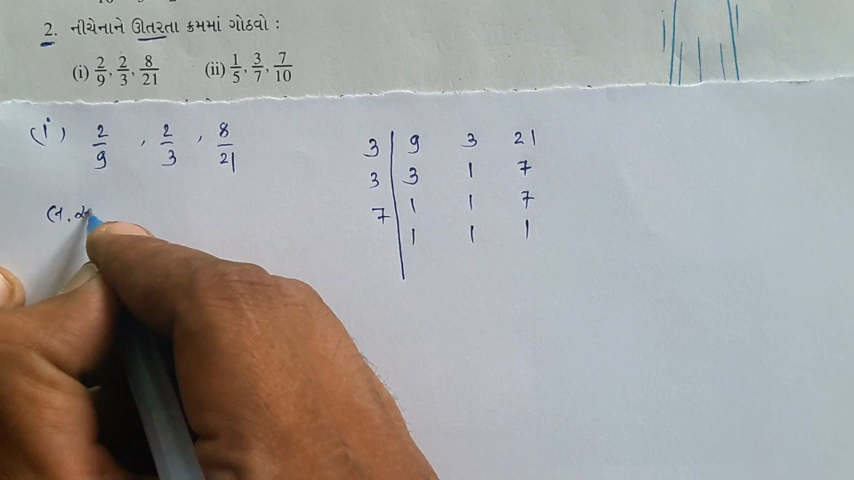 2. નીચેનાને ઊતરતા ક્રમમાં ગોઠવો :
(i) 2/9, 2/3, 8/21 (ii) 1/5, 3/7, 7/10
(i) 2/9, 2/3, 8/21
3 | 9 3 21
3 | 3 1 7
7 | 1 1 7
| 1 1 1
લ.